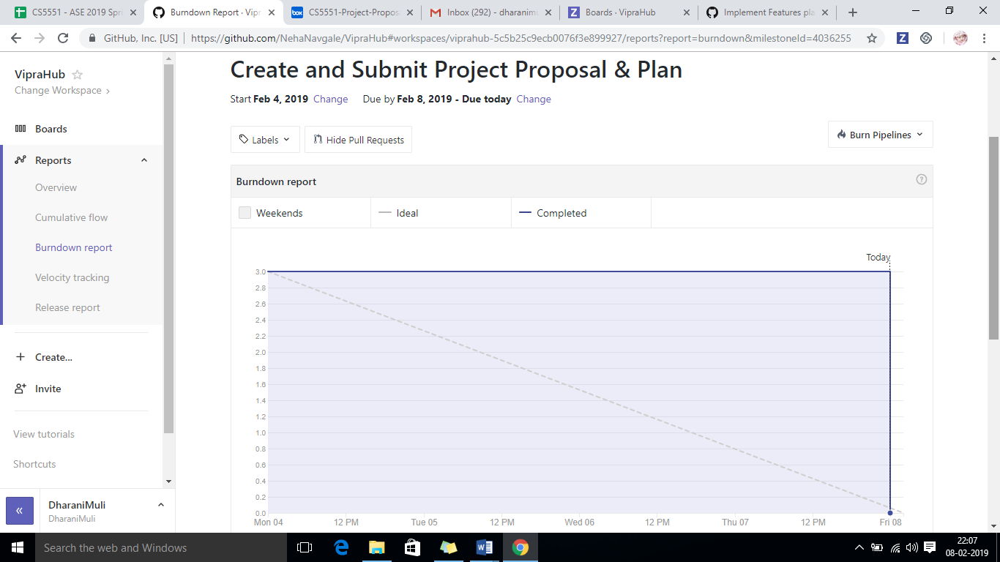 CS5551 - ASE 2019 Spri
Burndown Report · Vipr
CS5551-Project-Propos
Inbox (292) - dharanimu
Boards · VipraHub
Implement Features pla
GitHub, Inc. [US] | https://github.com/NehaNavgale/VipraHub#workspaces/viprahub-5c5b25c9ecb0076f3e899927/reports?report=burndown&milestoneId=4036255
VipraHub
Change Workspace
Boards
Reports
Overview
Cumulative flow
Burndown report
Velocity tracking
Release report
Create...
Invite
View tutorials
Shortcuts
«
DharaniMuli
DharaniMuli
Create and Submit Project Proposal & Plan
Start Feb 4, 2019 Change Due by Feb 8, 2019 - Due today Change
Labels Hide Pull Requests Burn Pipelines
Burndown report ?
Weekends Ideal Completed
Today
3.0
2.8
2.6
2.4
2.2
2.0
1.8
1.6
1.4
1.2
1.0
0.8
0.6
0.4
0.2
0.0
Mon 04 12 PM Tue 05 12 PM Wed 06 12 PM Thu 07 12 PM Fri 08
Search the web and Windows
22:07
08-02-2019
box
Z
Z